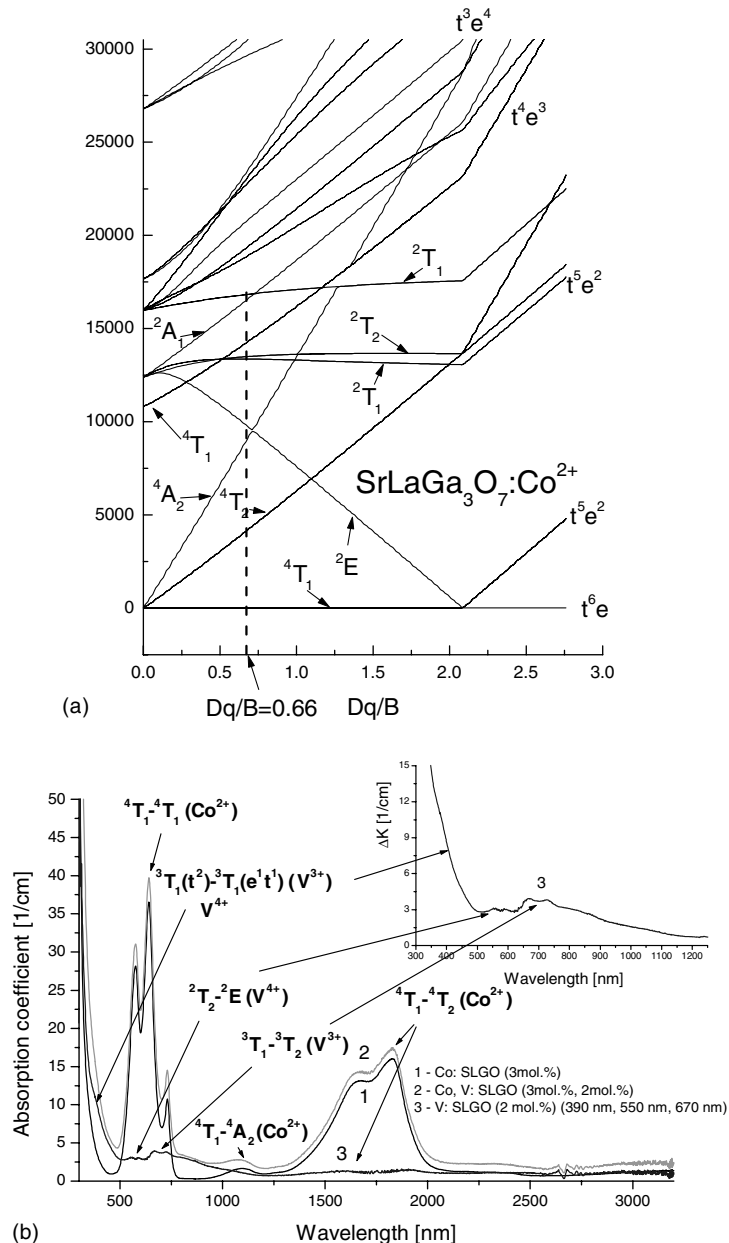 t³e⁴
t⁴e³
30000
25000
20000
15000
10000
5000
0
²T₁
t⁵e²
²A₁
²T₂
²T₁
⁴T₁
SrLaGa₃O₇:Co²⁺
⁴A₂
⁴T₂
²E
t⁵e²
⁴T₁
t⁶e
0.0 0.5 1.0 1.5 2.0 2.5 3.0
(a)
Dq/B=0.66
Dq/B
Absorption coefficient [1/cm]
50
45
40
35
30
25
20
15
10
5
0
⁴T₁-⁴T₁ (Co²⁺)
³T₁(t²)-³T₁(e¹t¹) (V³⁺)
V⁴⁺
²T₂-²E (V⁴⁺)
³T₁-³T₂ (V³⁺)
⁴T₁-⁴T₂ (Co²⁺)
⁴T₁-⁴A₂ (Co²⁺)
2
1
3
1 - Co: SLGO (3mol.%)
2 - Co, V: SLGO (3mol.%, 2mol.%)
3 - V: SLGO (2 mol.%) (390 nm, 550 nm, 670 nm)
ΔK [1/cm]
15
12
9
6
3
0
3
300 400 500 600 700 800 900 1000 1100 1200
Wavelength [nm]
500 1000 1500 2000 2500 3000
(b)
Wavelength [nm]